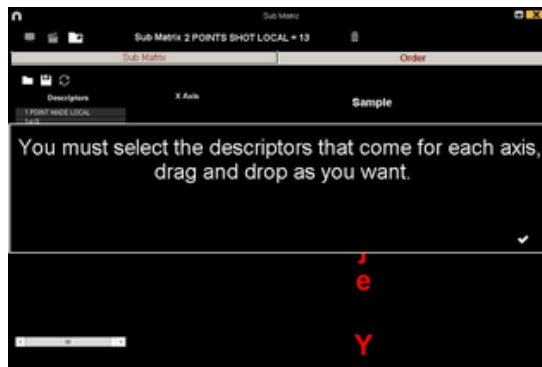 Sub Matriz
Sub Matrix 2 POINTS SHOT LOCAL = 13
Sub Matrix
Order
Descriptors
X Axis
Sample
1 POINT MADE LOCAL
You must select the descriptors that come for each axis,
drag and drop as you want.
j
e
Y